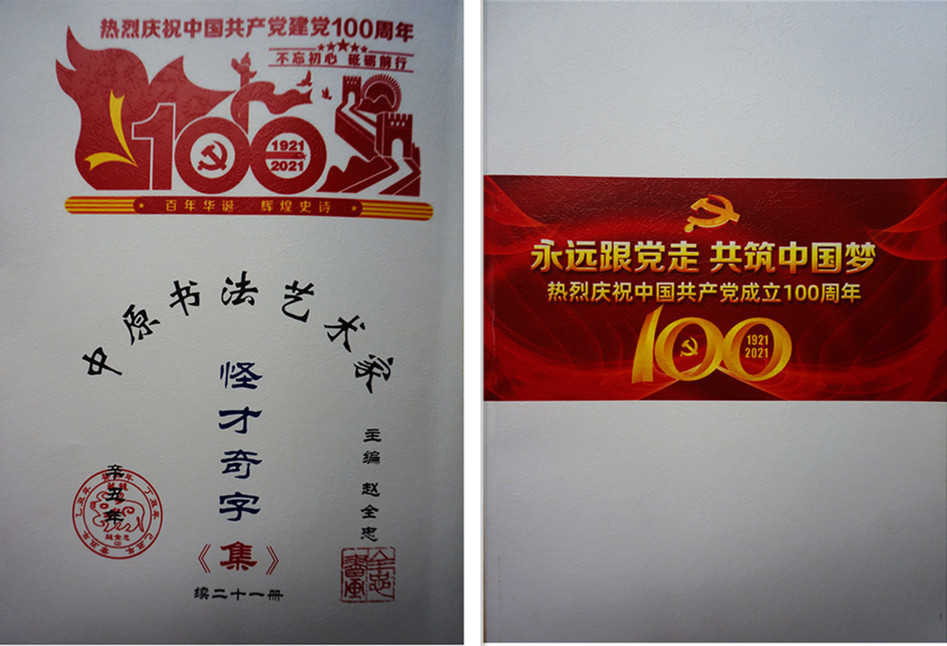 热烈庆祝中国共产党建党100周年
不忘初心 砥砺前行
100
1921
2021
百年华诞 辉煌史诗
中原书法艺术家
怪才奇字
《集》
续二十一册
主编 赵全忠
辛丑年
永远跟党走 共筑中国梦
热烈庆祝中国共产党成立100周年
100
1921
2021